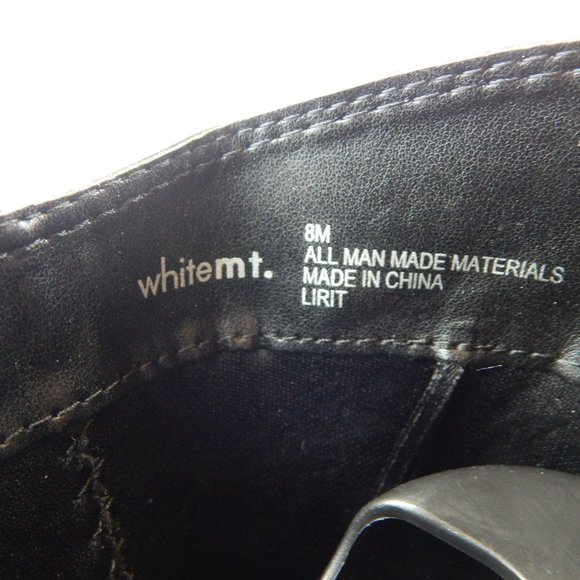 whitemt.
8M
ALL MAN MADE MATERIALS
MADE IN CHINA
LIRIT